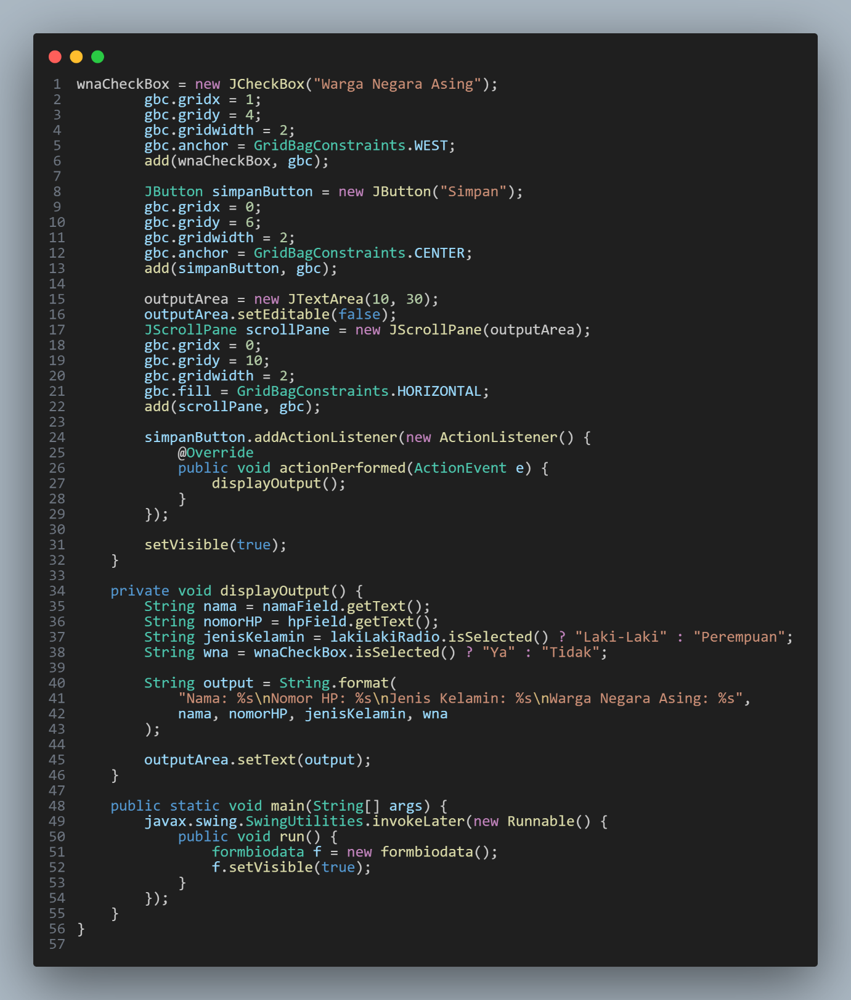 1 wnaCheckBox = new JCheckBox("Warga Negara Asing");
2         gbc.gridx = 1;
3         gbc.gridy = 4;
4         gbc.gridwidth = 2;
5         gbc.anchor = GridBagConstraints.WEST;
6         add(wnaCheckBox, gbc);
7
8         JButton simpanButton = new JButton("Simpan");
9         gbc.gridx = 0;
10         gbc.gridy = 6;
11         gbc.gridwidth = 2;
12         gbc.anchor = GridBagConstraints.CENTER;
13         add(simpanButton, gbc);
14
15         outputArea = new JTextArea(10, 30);
16         outputArea.setEditable(false);
17         JScrollPane scrollPane = new JScrollPane(outputArea);
18         gbc.gridx = 0;
19         gbc.gridy = 10;
20         gbc.gridwidth = 2;
21         gbc.fill = GridBagConstraints.HORIZONTAL;
22         add(scrollPane, gbc);
23
24         simpanButton.addActionListener(new ActionListener() {
25             @Override
26             public void actionPerformed(ActionEvent e) {
27                 displayOutput();
28             }
29         });
30
31         setVisible(true);
32     }
33
34     private void displayOutput() {
35         String nama = namaField.getText();
36         String nomorHP = hpField.getText();
37         String jenisKelamin = lakiLakiRadio.isSelected() ? "Laki-Laki" : "Perempuan";
38         String wna = wnaCheckBox.isSelected() ? "Ya" : "Tidak";
39
40         String output = String.format(
41             "Nama: %s\nNomor HP: %s\nJenis Kelamin: %s\nWarga Negara Asing: %s",
42             nama, nomorHP, jenisKelamin, wna
43         );
44
45         outputArea.setText(output);
46     }
47
48     public static void main(String[] args) {
49         javax.swing.SwingUtilities.invokeLater(new Runnable() {
50             public void run() {
51                 formbiodata f = new formbiodata();
52                 f.setVisible(true);
53             }
54         });
55     }
56 }
57